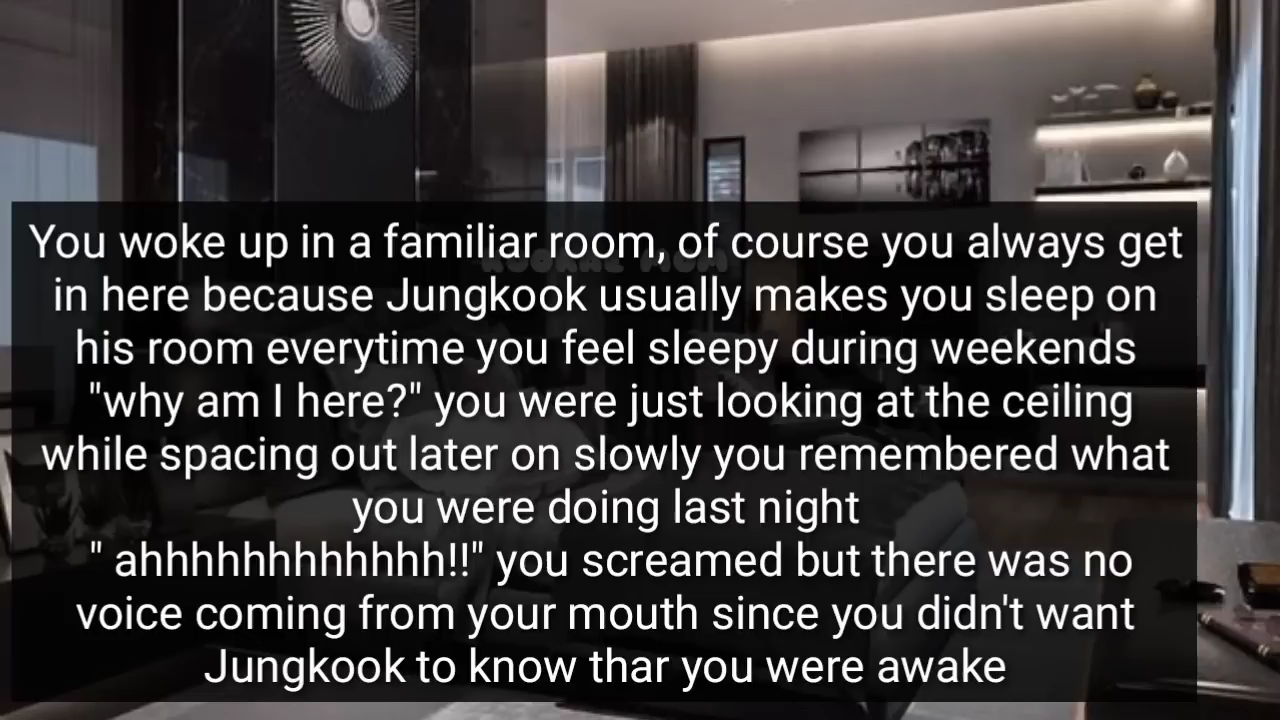 You woke up in a familiar room, of course you always get
in here because Jungkook usually makes you sleep on
his room everytime you feel sleepy during weekends
"why am I here?" you were just looking at the ceiling
while spacing out later on slowly you remembered what
you were doing last night
" ahhhhhhhhhhhhh!!" you screamed but there was no
voice coming from your mouth since you didn't want
Jungkook to know thar you were awake